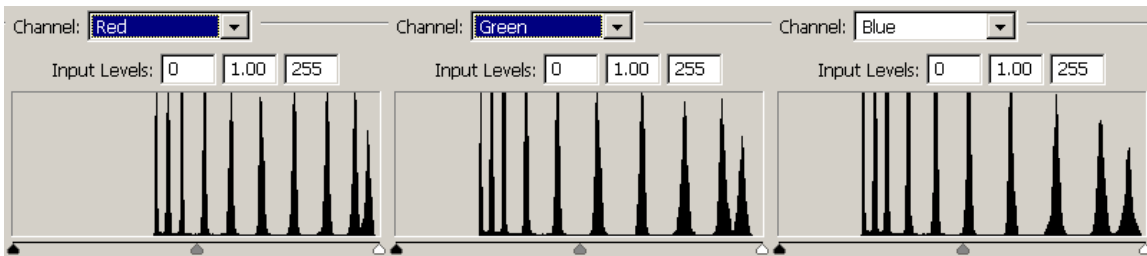 Channel: Red Channel: Green Channel: Blue
Input Levels: 0 1.00 255 Input Levels: 0 1.00 255 Input Levels: 0 1.00 255